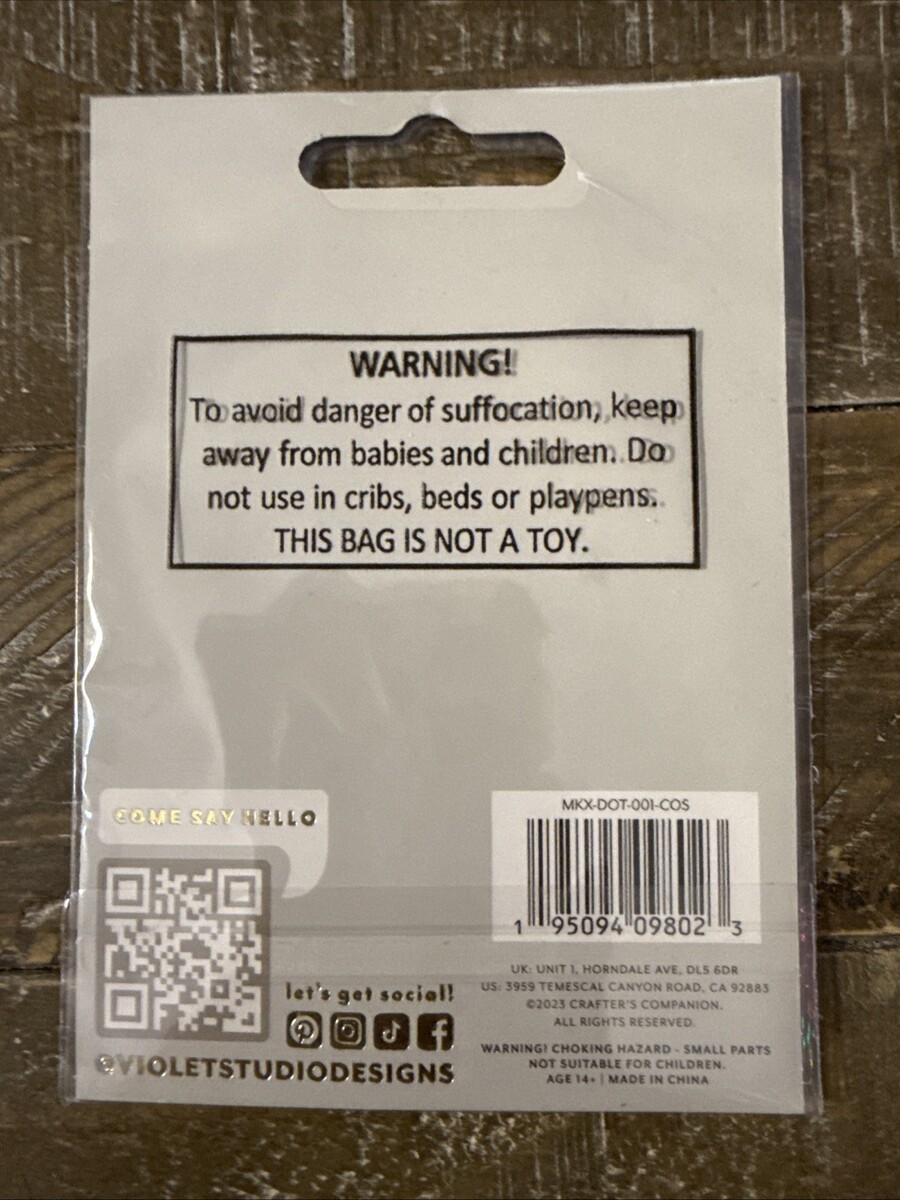 WARNING!
To avoid danger of suffocation, keep
away from babies and children. Do
not use in cribs, beds or playpens.
THIS BAG IS NOT A TOY.
COME SAY HELLO
MKX-DOT-001-COS
1 95094 09802 3
let's get social!
@VIOLETSTUDIODESIGNS
UK: UNIT 1, HORNDALE AVE, DL5 6DR
US: 3959 TEMESCAL CANYON ROAD, CA 92883
©2023 CRAFTER'S COMPANION.
ALL RIGHTS RESERVED.
WARNING! CHOKING HAZARD - SMALL PARTS
NOT SUITABLE FOR CHILDREN.
AGE 14+ | MADE IN CHINA